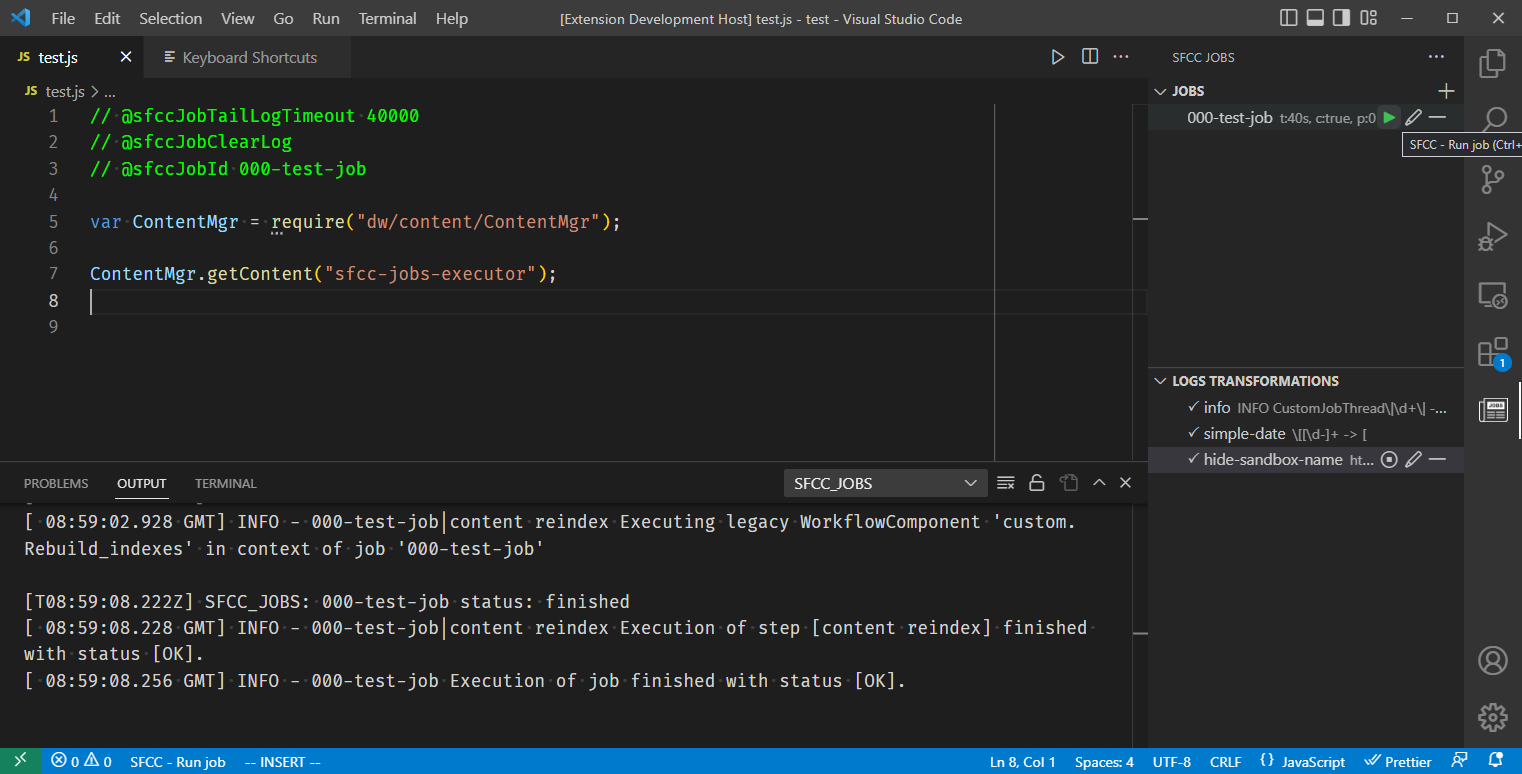 File Edit Selection View Go Run Terminal Help [Extension Development Host] test.js - test - Visual Studio Code
JS test.js Keyboard Shortcuts
SFCC JOBS
JS test.js > ...
JOBS
000-test-job t:40s, c:true, p:0
SFCC - Run job (Ctrl+
1 // @sfccJobTailLogTimeout 40000
2 // @sfccJobClearLog
3 // @sfccJobId 000-test-job
4
5 var ContentMgr = require("dw/content/ContentMgr");
6
7 ContentMgr.getContent("sfcc-jobs-executor");
8
9
1
LOGS TRANSFORMATIONS
info INFO CustomJobThread\|\d+\| -...
simple-date \[[\d-]+ -> [
hide-sandbox-name ht...
JOBS
PROBLEMS OUTPUT TERMINAL SFCC_JOBS
[ 08:59:02.928 GMT] INFO - 000-test-job|content reindex Executing legacy WorkflowComponent 'custom.
Rebuild_indexes' in context of job '000-test-job'
[T08:59:08.222Z] SFCC_JOBS: 000-test-job status: finished
[ 08:59:08.228 GMT] INFO - 000-test-job|content reindex Execution of step [content reindex] finished
with status [OK].
[ 08:59:08.256 GMT] INFO - 000-test-job Execution of job finished with status [OK].
0 0 SFCC - Run job -- INSERT -- Ln 8, Col 1 Spaces: 4 UTF-8 CRLF {} JavaScript Prettier